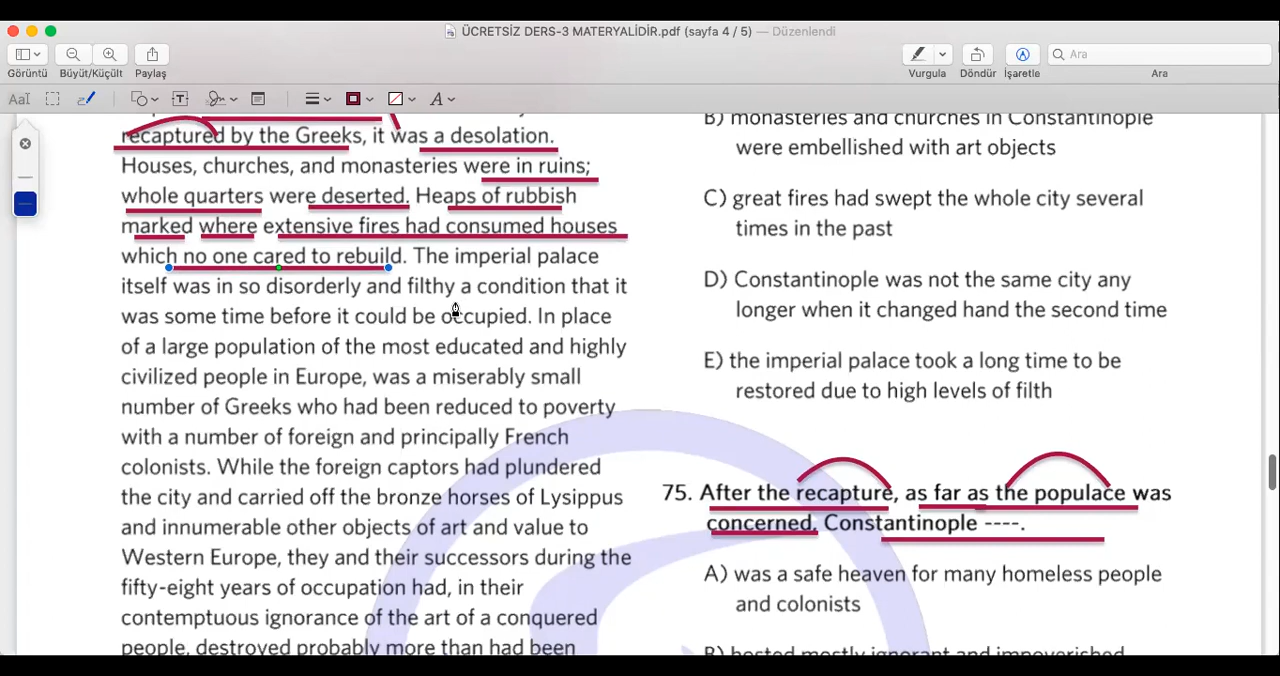 ÜCRETSİZ DERS-3 MATERYALİDİR.pdf (sayfa 4 / 5) — Düzenlendi
Görüntü
Büyüt/Küçült
Paylaş
Vurgula
Döndür
İşaretle
Ara
Ara
recaptured by the Greeks, it was a desolation.
Houses, churches, and monasteries were in ruins;
whole quarters were deserted. Heaps of rubbish
marked where extensive fires had consumed houses
which no one cared to rebuild. The imperial palace
itself was in so disorderly and filthy a condition that it
was some time before it could be occupied. In place
of a large population of the most educated and highly
civilized people in Europe, was a miserably small
number of Greeks who had been reduced to poverty
with a number of foreign and principally French
colonists. While the foreign captors had plundered
the city and carried off the bronze horses of Lysippus
and innumerable other objects of art and value to
Western Europe, they and their successors during the
fifty-eight years of occupation had, in their
contemptuous ignorance of the art of a conquered
people, destroyed probably more than had been
B) monasteries and churches in Constantinople
were embellished with art objects
C) great fires had swept the whole city several
times in the past
D) Constantinople was not the same city any
longer when it changed hand the second time
E) the imperial palace took a long time to be
restored due to high levels of filth
75. After the recapture, as far as the populace was
concerned, Constantinople ----.
A) was a safe heaven for many homeless people
and colonists
B) hosted mostly ignorant and impoverished